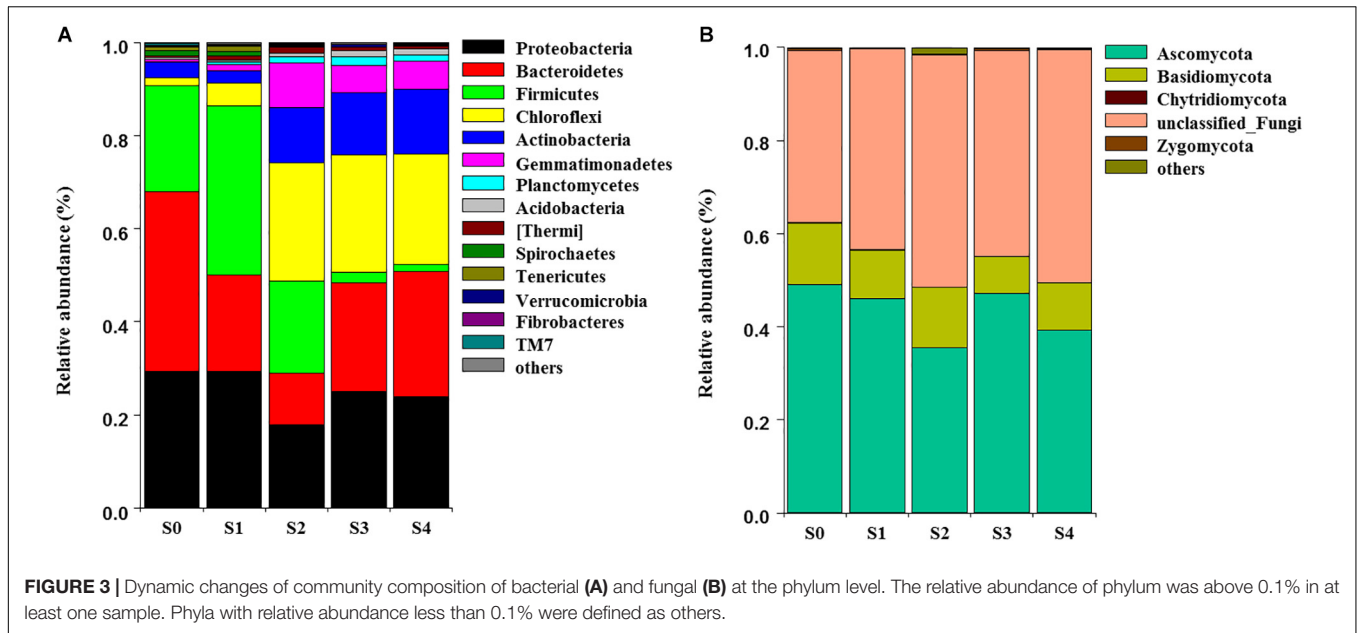 A
Relative abundance (%)
1.0
0.8
0.6
0.4
0.2
0.0
S0 S1 S2 S3 S4
Proteobacteria
Bacteroidetes
Firmicutes
Chloroflexi
Actinobacteria
Gemmatimonadetes
Planctomycetes
Acidobacteria
[Thermi]
Spirochaetes
Tenericutes
Verrucomicrobia
Fibrobacteres
TM7
others
B
Relative abundance (%)
1.0
0.8
0.6
0.4
0.2
0.0
S0 S1 S2 S3 S4
Ascomycota
Basidiomycota
Chytridiomycota
unclassified_Fungi
Zygomycota
others
FIGURE 3 | Dynamic changes of community composition of bacterial (A) and fungal (B) at the phylum level. The relative abundance of phylum was above 0.1% in at
least one sample. Phyla with relative abundance less than 0.1% were defined as others.